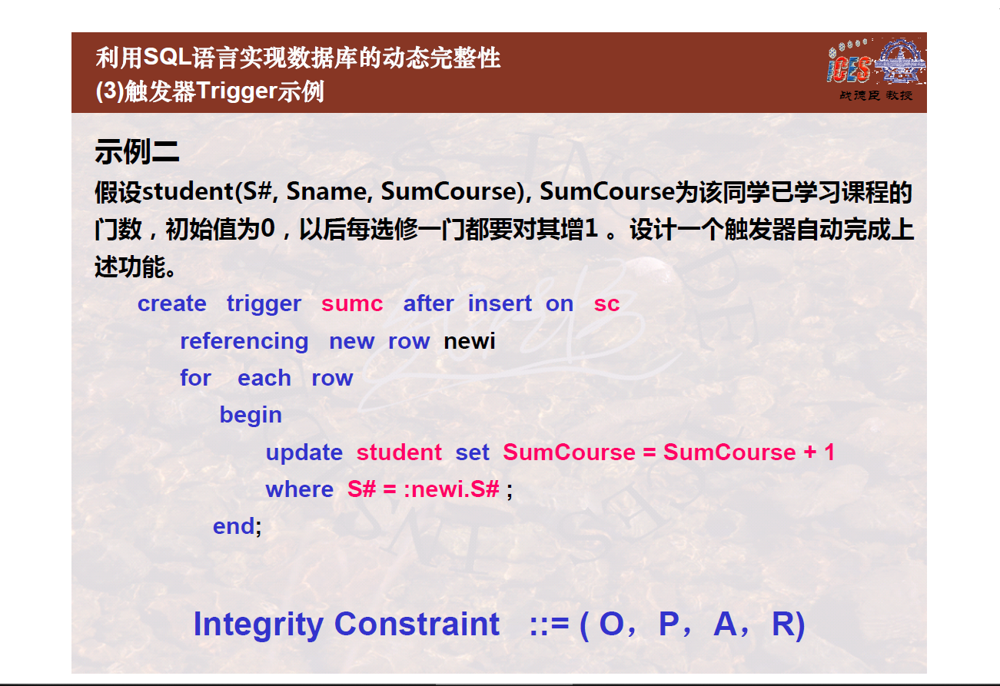 利用SQL语言实现数据库的动态完整性
(3)触发器Trigger示例
iCES
战德臣 教授
示例二
假设student(S#, Sname, SumCourse), SumCourse为该同学已学习课程的
门数，初始值为0，以后每选修一门都要对其增1 。设计一个触发器自动完成上
述功能。
create trigger sumc after insert on sc
referencing new row newi
for each row
begin
update student set SumCourse = SumCourse + 1
where S# = :newi.S# ;
end;
Integrity Constraint ::= ( O，P，A，R)